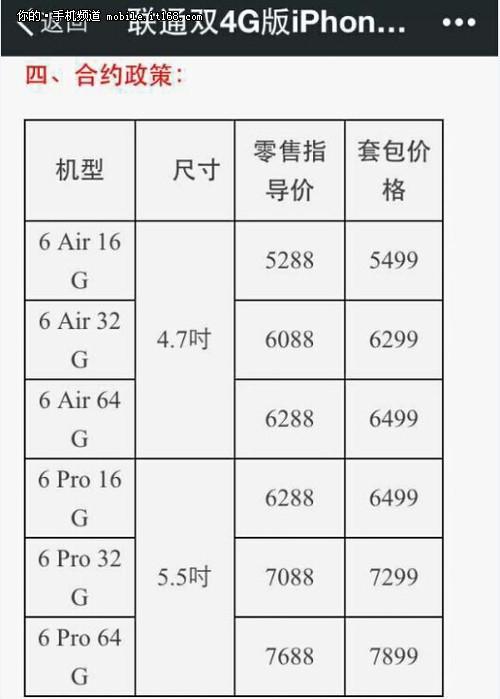 你的·手机频道 mobile.it168.com
返回
联通双4G版iPhon...
四、合约政策：
机型
尺寸
零售指
导价
套包价
格
6 Air 16
G
4.7吋
5288
5499
6 Air 32
G
6088
6299
6 Air 64
G
6288
6499
6 Pro 16
G
5.5吋
6288
6499
6 Pro 32
G
7088
7299
6 Pro 64
G
7688
7899